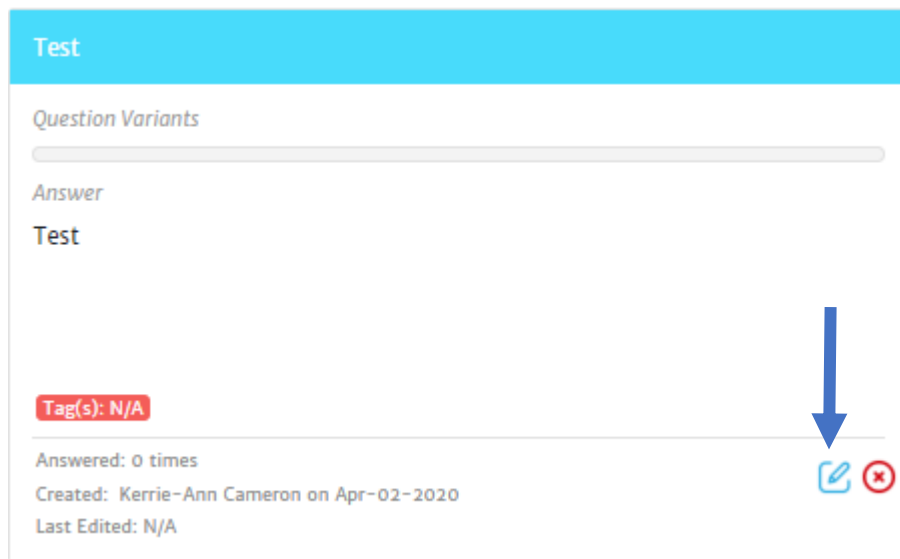 Test
Question Variants
Answer
Test
Tag(s): N/A
Answered: 0 times
Created: Kerrie-Ann Cameron on Apr-02-2020
Last Edited: N/A